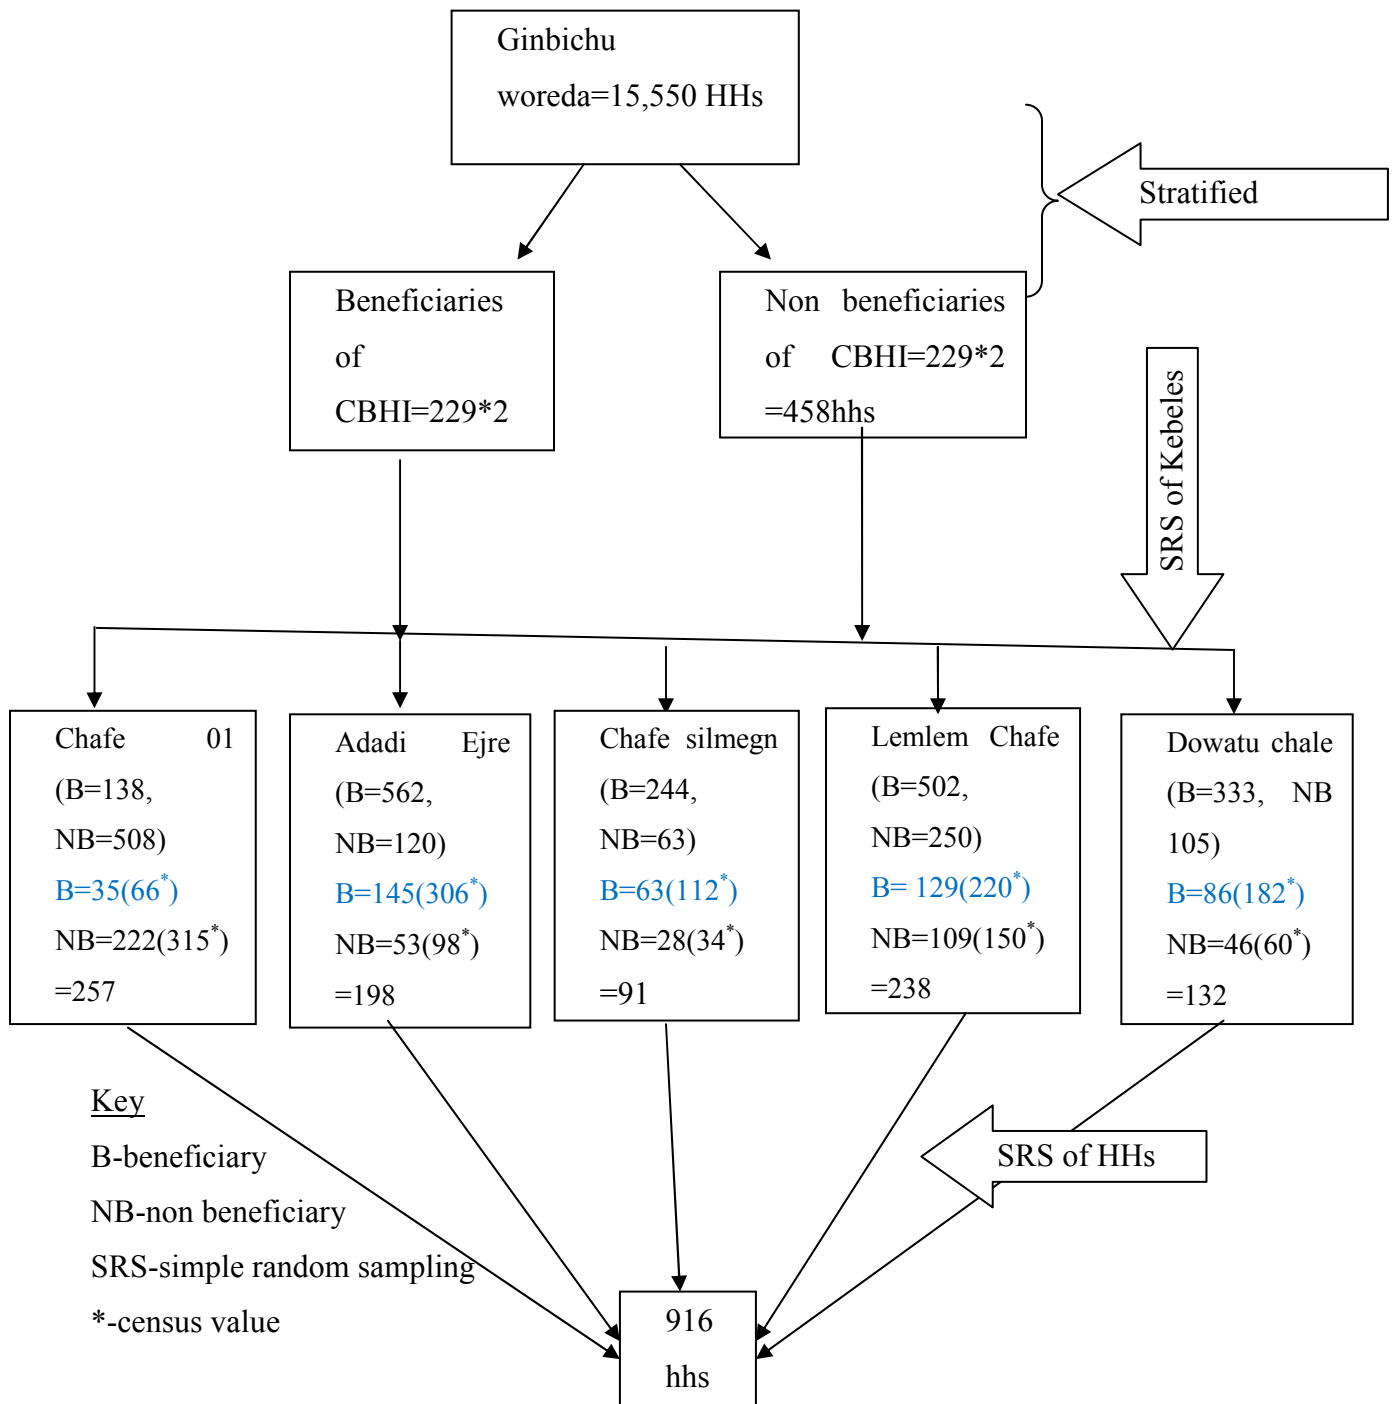 Ginbichu
woreda=15,550 HHs
Stratified
Beneficiaries
of
CBHI=229*2
Non beneficiaries
of CBHI=229*2
=458hhs
SRS of Kebeles
Chafe 01
(B=138,
NB=508)
B=35(66*)
NB=222(315*)
=257
Adadi Ejre
(B=562,
NB=120)
B=145(306*)
NB=53(98*)
=198
Chafe silmegn
(B=244,
NB=63)
B=63(112*)
NB=28(34*)
=91
Lemlem Chafe
(B=502,
NB=250)
B= 129(220*)
NB=109(150*)
=238
Dowatu chale
(B=333, NB
105)
B=86(182*)
NB=46(60*)
=132
Key
B-beneficiary
NB-non beneficiary
SRS-simple random sampling
*-census value
SRS of HHs
916
hhs